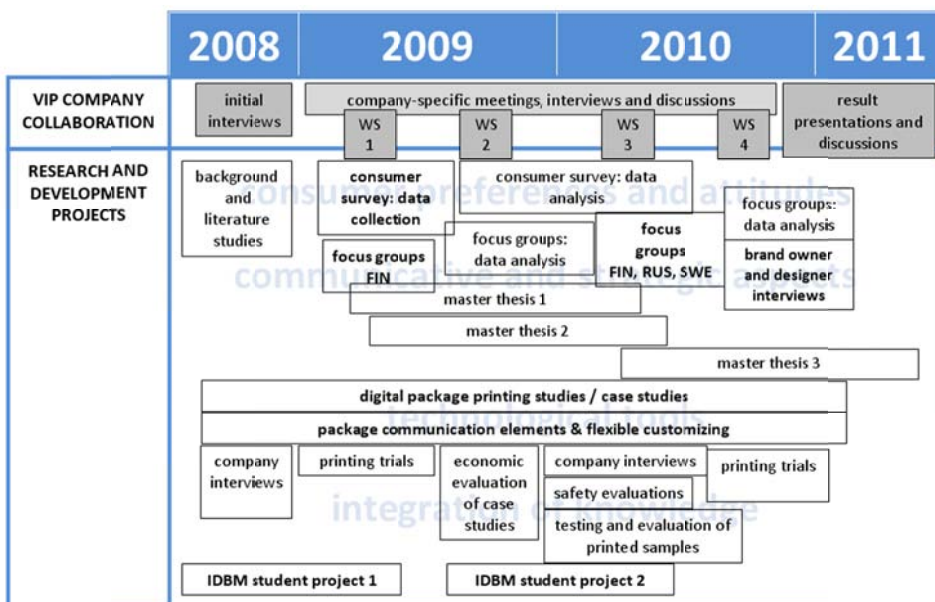 2008
2009
2010
2011
VIP COMPANY
COLLABORATION
initial
interviews
company-specific meetings, interviews and discussions
WS
1
WS
2
WS
3
WS
4
result
presentations and
discussions
RESEARCH AND
DEVELOPMENT
PROJECTS
background
and
literature
studies
consumer
survey: data
collection
consumer survey: data
analysis
consumer preferences and attitudes
focus groups
FIN
focus groups:
data analysis
focus
groups
FIN, RUS, SWE
focus groups:
data analysis
brand owner
and designer
interviews
communicative and strategic aspects
master thesis 1
master thesis 2
master thesis 3
digital package printing studies / case studies
technological tools
package communication elements & flexible customizing
company
interviews
printing trials
economic
evaluation
of case
studies
company interviews
safety evaluations
testing and evaluation of
printed samples
printing trials
integration of knowledge
IDBM student project 1
IDBM student project 2